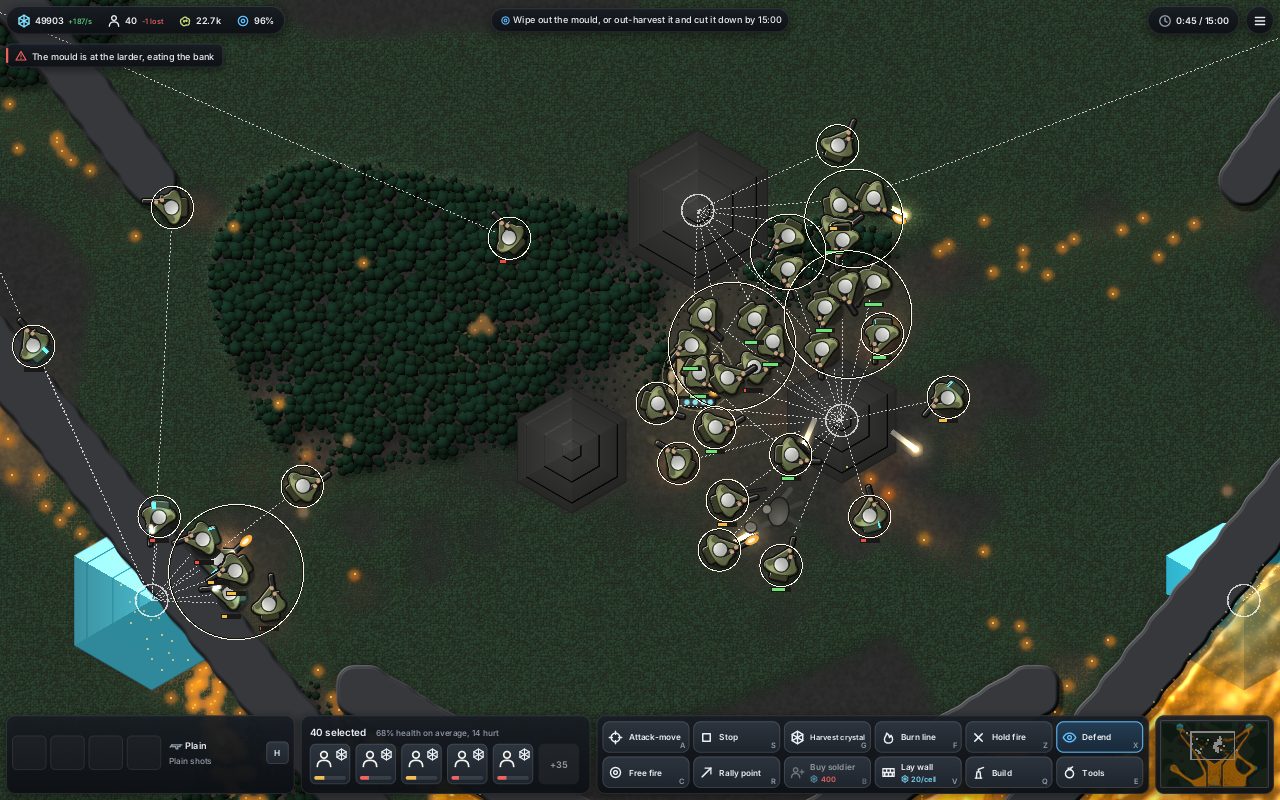 49903 +187/s 40 -1 lost 22.7k 96%
Wipe out the mould, or out-harvest it and cut it down by 15:00
0:45 / 15:00
The mould is at the larder, eating the bank
Plain
Plain shots
H
40 selected 68% health on average, 14 hurt
+35
Attack-move A
Stop S
Harvest crystal G
Burn line F
Hold fire Z
Defend X
Free fire C
Rally point R
Buy soldier 400 B
Lay wall 20/cell V
Build Q
Tools E